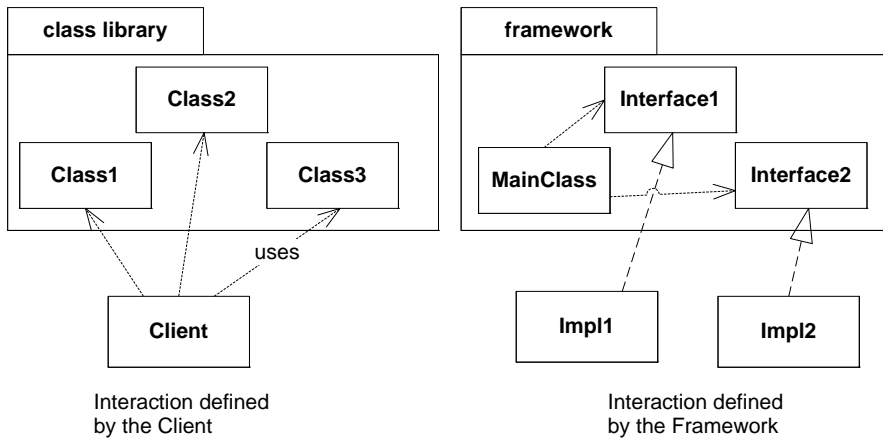 class library
Class2
Class1
Class3
uses
Client
Interaction defined
by the Client
framework
Interface1
MainClass
Interface2
Impl1
Impl2
Interaction defined
by the Framework